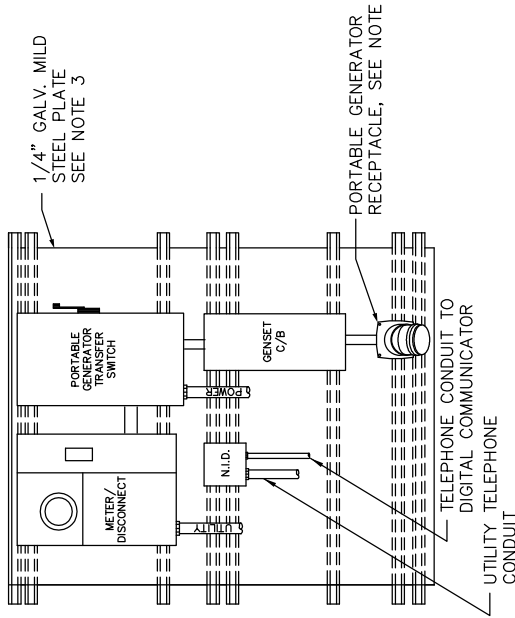 1/4" GALV. MILD
STEEL PLATE
SEE NOTE 3
PORTABLE
GENERATOR
TRANSFER
SWITCH
METER/
DISCONNECT
POWER
UTILITY
GENSET
C/B
N.I.D.
PORTABLE GENERATOR
RECEPTACLE, SEE NOTE
TELEPHONE CONDUIT TO
DIGITAL COMMUNICATOR
UTILITY TELEPHONE
CONDUIT